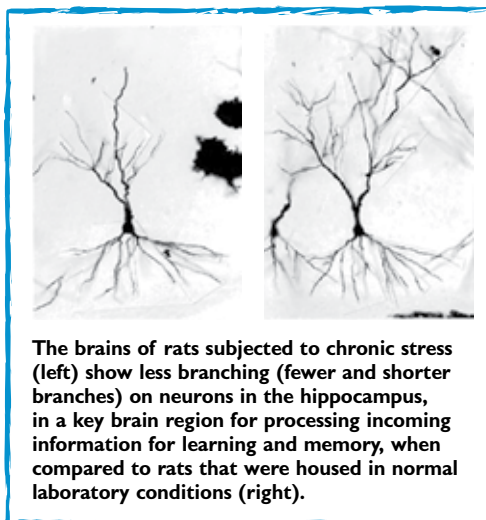 The brains of rats subjected to chronic stress
(left) show less branching (fewer and shorter
branches) on neurons in the hippocampus,
in a key brain region for processing incoming
information for learning and memory, when
compared to rats that were housed in normal
laboratory conditions (right).